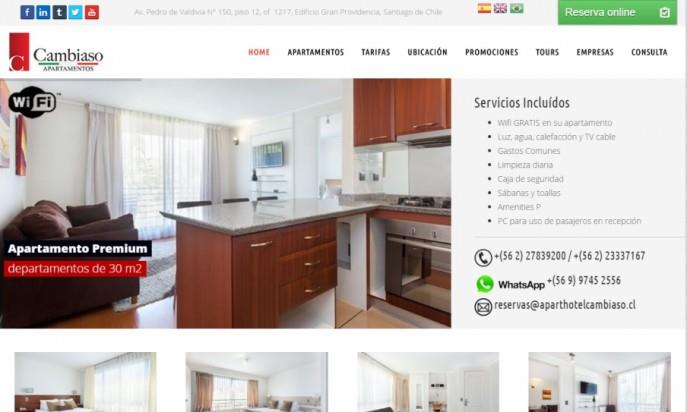 Av. Pedro de Valdivia N° 150, piso 12, of. 1217, Edificio Gran Providencia, Santiago de Chile
Reserva online
C Cambiaso
APARTAMENTOS
HOME APARTAMENTOS TARIFAS UBICACIÓN PROMOCIONES TOURS EMPRESAS CONSULTA
WiFi™
Servicios Incluídos
Wifi GRATIS en su apartamento
Luz, agua, calefacción y TV cable
Gastos Comunes
Limpieza diaria
Caja de seguridad
Sábanas y toallas
Amenities P
PC para uso de pasajeros en recepción
Apartamento Premium
departamentos de 30 m2
+(56 2) 27839200 / +(56 2) 23337167
WhatsApp +(56 9) 9745 2556
reservas@aparthotelcambiaso.cl